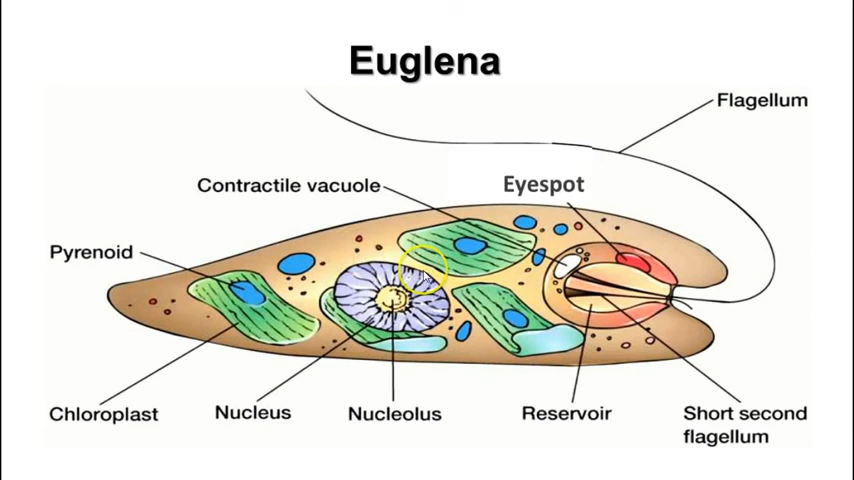 Euglena
Flagellum
Contractile vacuole
Eyespot
Pyrenoid
Chloroplast
Nucleus
Nucleolus
Reservoir
Short second
flagellum